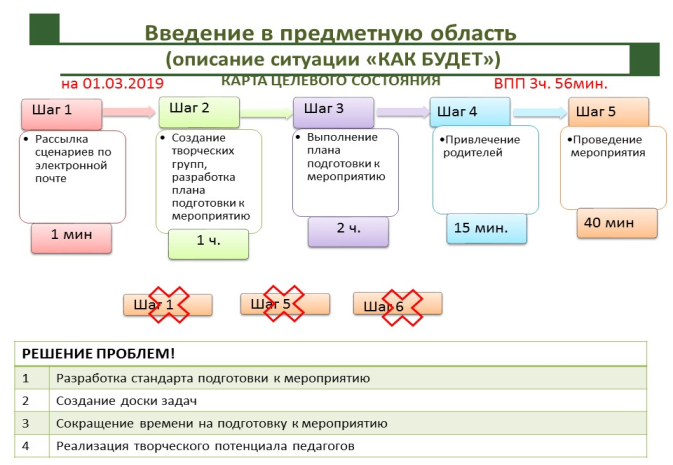 Введение в предметную область
(описание ситуации «КАК БУДЕТ»)
на 01.03.2019
КАРТА ЦЕЛЕВОГО СОСТОЯНИЯ
ВПП 3ч. 56мин.
Шаг 1
• Рассылка
сценариев по
электронной
почте
1 мин
Шаг 2
• Создание
творческих
групп,
разработка
плана
подготовки к
мероприятию
1 ч.
Шаг 3
• Выполнение
плана
подготовки к
мероприятию
2 ч.
Шаг 4
•Привлечение
родителей
15 мин.
Шаг 5
•Проведение
мероприятия
40 мин
Шаг 1
Шаг 5
Шаг 6
РЕШЕНИЕ ПРОБЛЕМ!
1 Разработка стандарта подготовки к мероприятию
2 Создание доски задач
3 Сокращение времени на подготовку к мероприятию
4 Реализация творческого потенциала педагогов